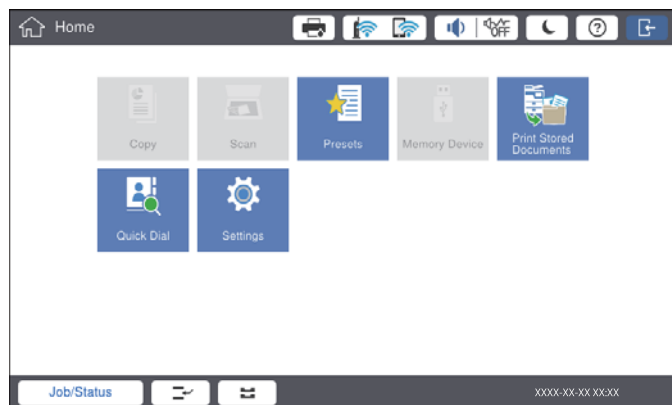 Home
OFF
?
Copy
Scan
Presets
Memory Device
Print Stored
Documents
Quick Dial
Settings
Job/Status
XXXX-XX-XX XX:XX